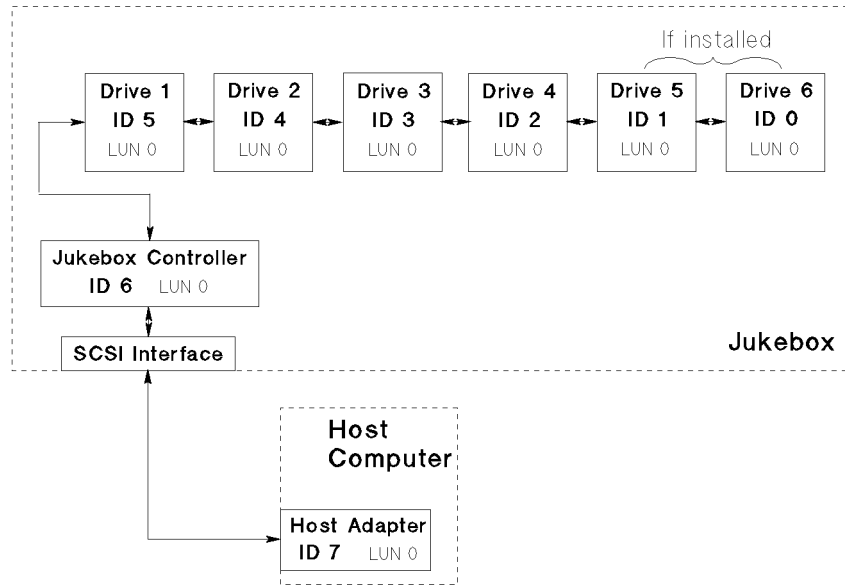 If installed
Drive 1
ID 5
LUN 0
Drive 2
ID 4
LUN 0
Drive 3
ID 3
LUN 0
Drive 4
ID 2
LUN 0
Drive 5
ID 1
LUN 0
Drive 6
ID 0
LUN 0
Jukebox Controller
ID 6 LUN 0
SCSI Interface
Jukebox
Host
Computer
Host Adapter
ID 7 LUN 0